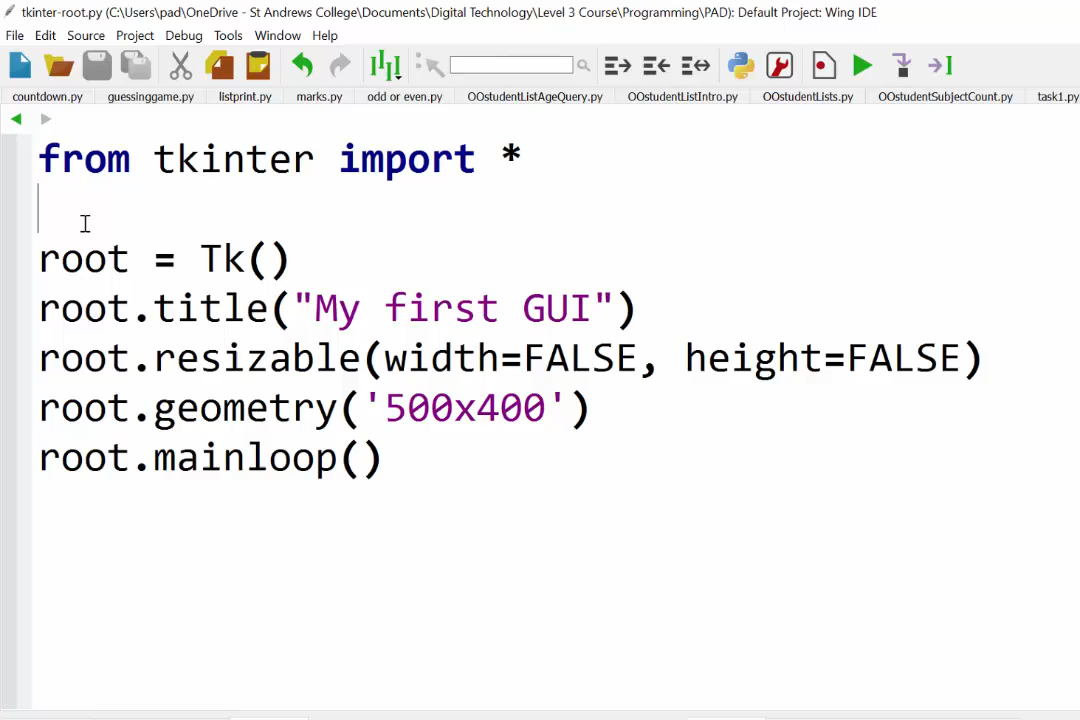 tkinter-root.py (C:\Users\pad\OneDrive - St Andrews College\Documents\Digital Technology\Level 3 Course\Programming\PAD): Default Project: Wing IDE
File Edit Source Project Debug Tools Window Help
countdown.py guessinggame.py listprint.py marks.py odd or even.py OOstudentListAgeQuery.py OOstudentListIntro.py OOstudentLists.py OOstudentSubjectCount.py task1.py
from tkinter import *
root = Tk()
root.title("My first GUI")
root.resizable(width=FALSE, height=FALSE)
root.geometry('500x400')
root.mainloop()